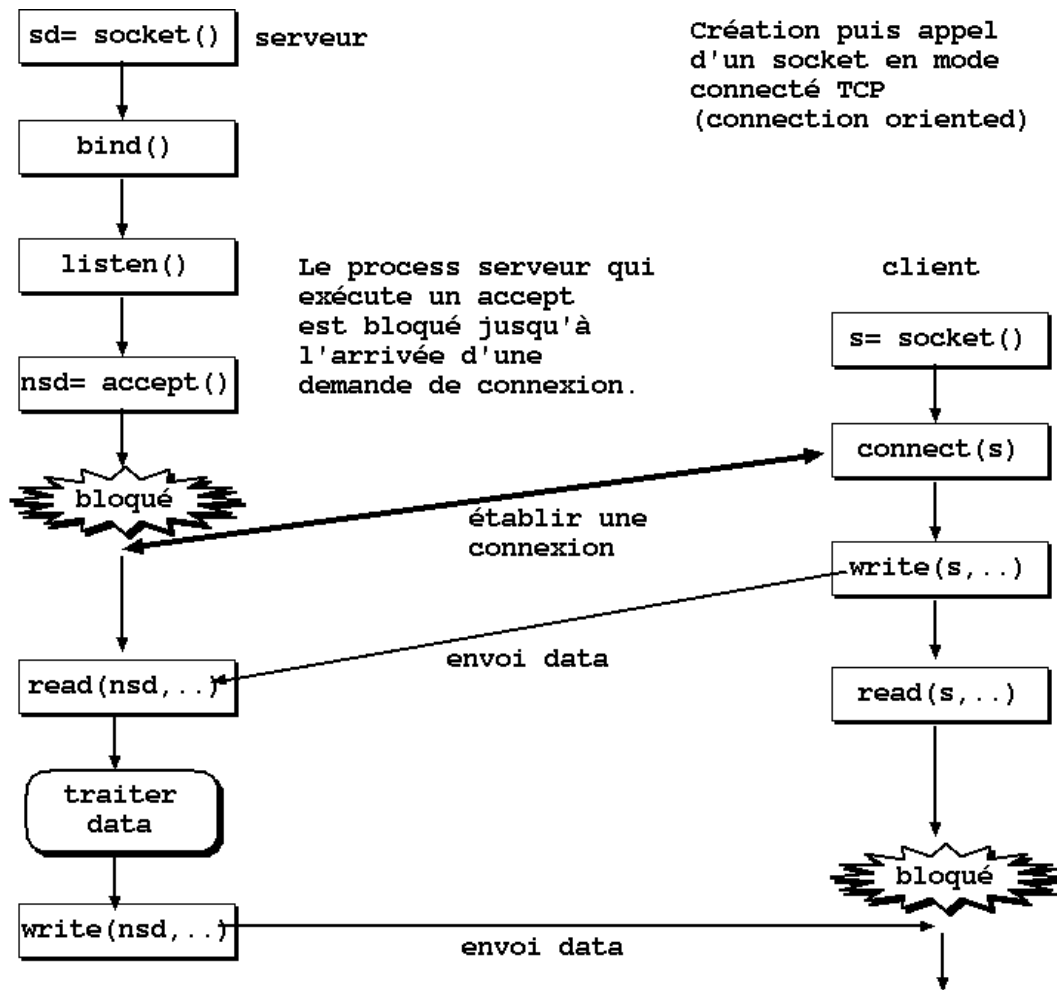 sd= socket()
serveur
Création puis appel
d'un socket en mode
connecté TCP
(connection oriented)
bind()
listen()
Le process serveur qui
exécute un accept
est bloqué jusqu'à
l'arrivée d'une
demande de connexion.
client
s= socket()
nsd= accept()
connect(s)
bloqué
établir une
connexion
write(s,..)
envoi data
read(nsd,..)
read(s,..)
traiter
data
bloqué
write(nsd,..)
envoi data